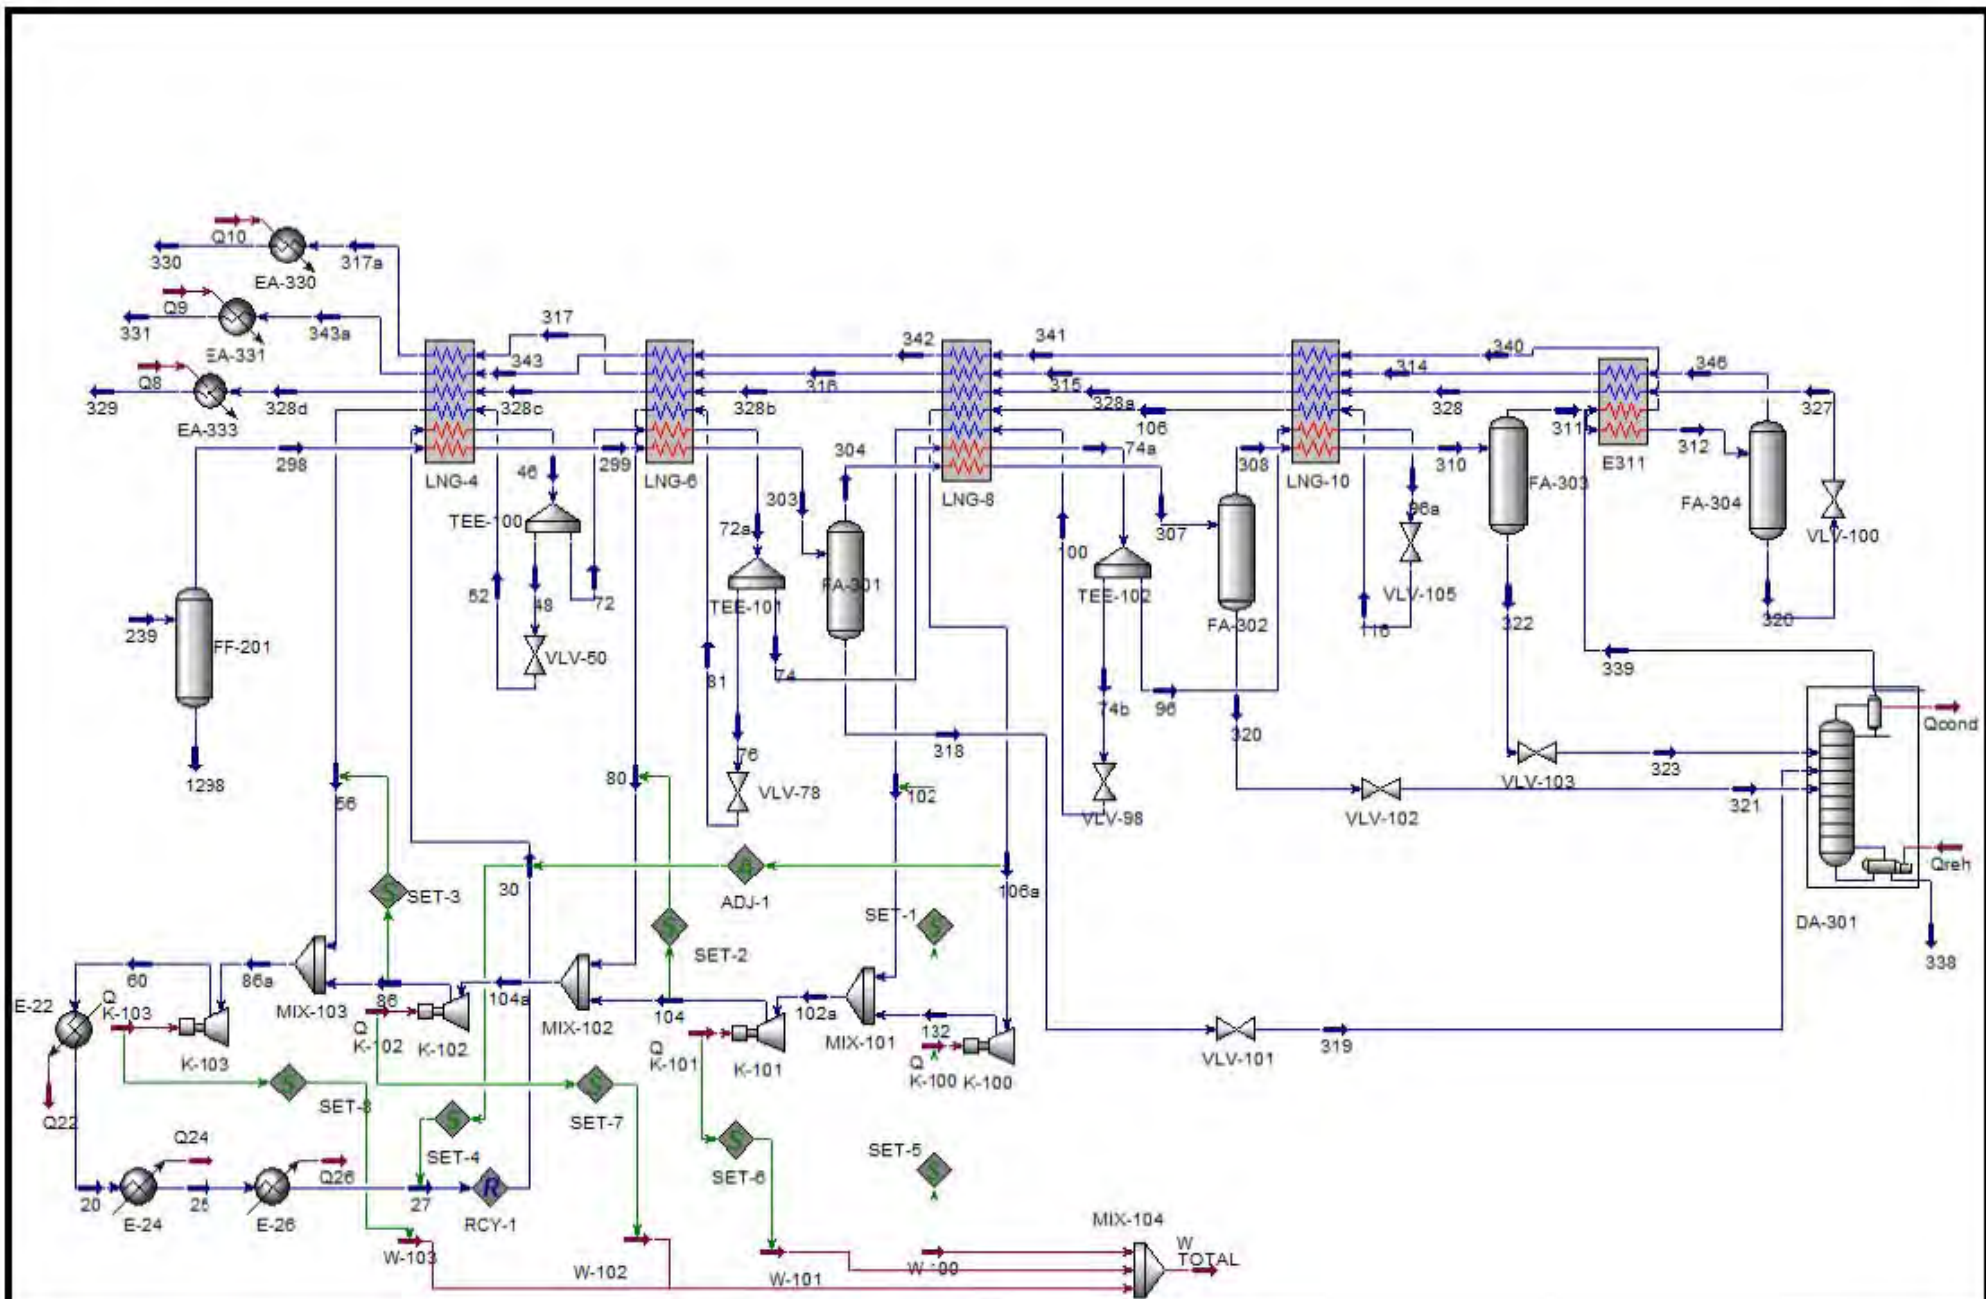 Q10
330
EA-330
317a
Q9
331
EA-331
343a
317
343
342
341
340
Q8
329
EA-333
328d
328c
316
328b
315
328a
314
328
346
327
298
LNG-4
46
299
LNG-6
304
303
LNG-8
106
74a
308
LNG-10
310
311
E311
312
TEE-100
52
48
72
VLV-50
72a
TEE-101
FA-301
81
74
76
VLV-78
100
307
TEE-102
FA-302
96a
VLV-105
116
FA-303
FA-304
VLV-100
322
320
339
239
FF-201
1298
74b
96
320
318
VLV-98
102
VLV-103
323
VLV-102
321
Qcond
Qreh
DA-301
338
56
80
SET-3
30
ADJ-1
106a
SET-1
SET-2
60
86a
E-22
Q
K-103
K-103
MIX-103
86
Q
K-102
K-102
104a
MIX-102
104
Q
K-101
K-101
102a
MIX-101
132
Q
K-100
K-100
VLV-101
319
Q22
SET-8
SET-7
SET-4
SET-6
SET-5
Q24
Q26
20
E-24
25
E-26
27
RCY-1
W-103
W-102
W-101
W-100
MIX-104
W
TOTAL
S
S
S
S
S
S
S
S
A
R